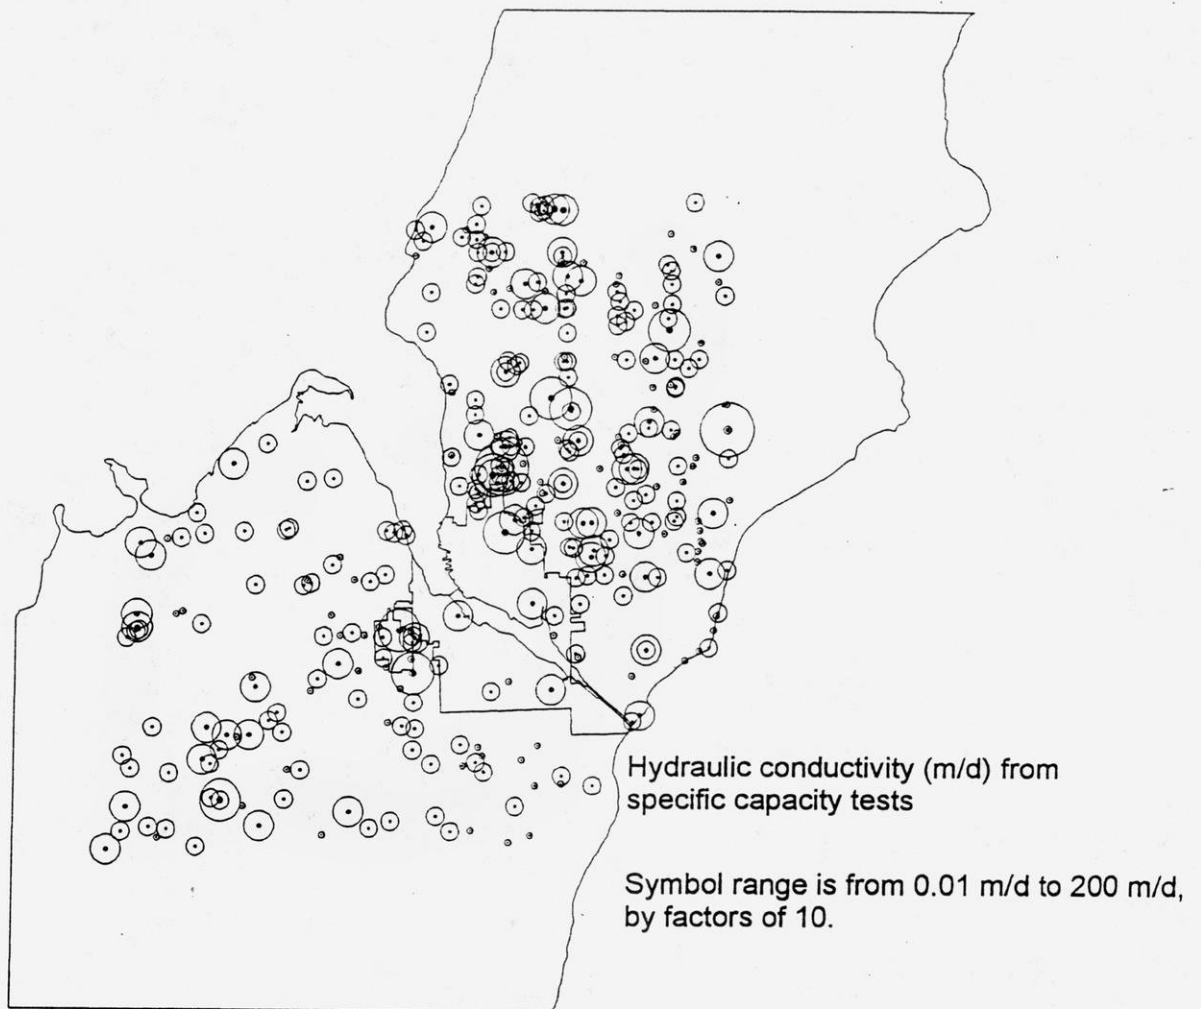 Hydraulic conductivity (m/d) from
specific capacity tests
Symbol range is from 0.01 m/d to 200 m/d,
by factors of 10.